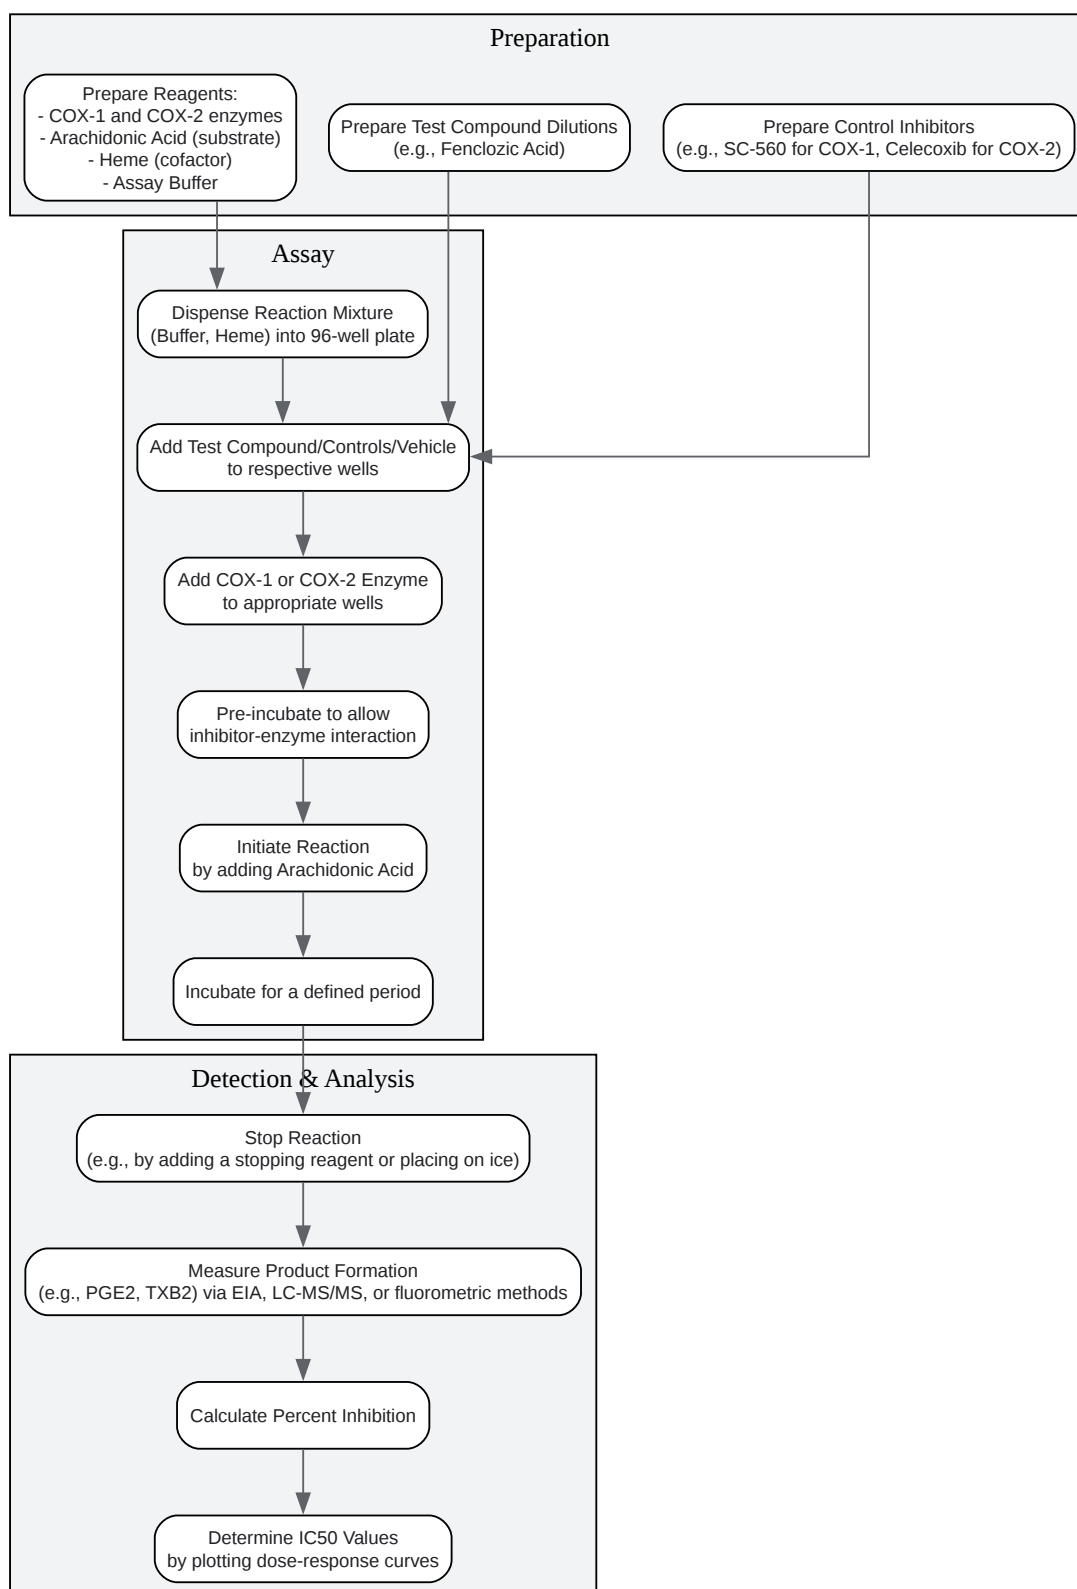 Preparation
Prepare Reagents:
- COX-1 and COX-2 enzymes
- Arachidonic Acid (substrate)
- Heme (cofactor)
- Assay Buffer
Prepare Test Compound Dilutions
(e.g., Fenclozic Acid)
Prepare Control Inhibitors
(e.g., SC-560 for COX-1, Celecoxib for COX-2)
Assay
Dispense Reaction Mixture
(Buffer, Heme) into 96-well plate
Add Test Compound/Controls/Vehicle
to respective wells
Add COX-1 or COX-2 Enzyme
to appropriate wells
Pre-incubate to allow
inhibitor-enzyme interaction
Initiate Reaction
by adding Arachidonic Acid
Incubate for a defined period
Detection & Analysis
Stop Reaction
(e.g., by adding a stopping reagent or placing on ice)
Measure Product Formation
(e.g., PGE2, TXB2) via EIA, LC-MS/MS, or fluorometric methods
Calculate Percent Inhibition
Determine IC50 Values
by plotting dose-response curves